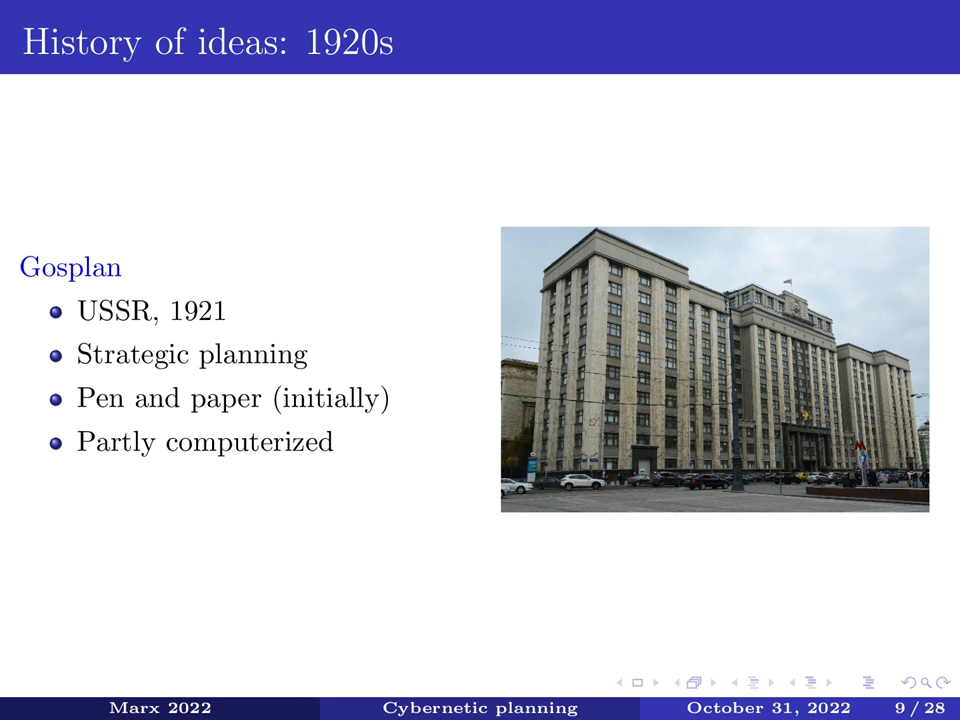 History of ideas: 1920s
Gosplan
USSR, 1921
Strategic planning
Pen and paper (initially)
Partly computerized
Marx 2022 Cybernetic planning October 31, 2022 9 / 28